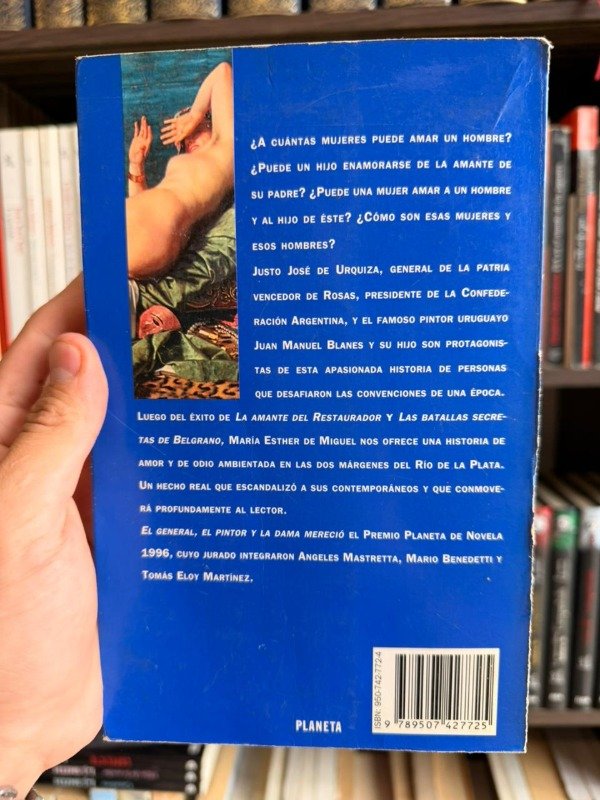 ¿A CUÁNTAS MUJERES PUEDE AMAR UN HOMBRE?
¿PUEDE UN HIJO ENAMORARSE DE LA AMANTE DE
SU PADRE? ¿PUEDE UNA MUJER AMAR A UN HOMBRE
Y AL HIJO DE ÉSTE? ¿CÓMO SON ESAS MUJERES Y
ESOS HOMBRES?
JUSTO JOSÉ DE URQUIZA, GENERAL DE LA PATRIA
VENCEDOR DE ROSAS, PRESIDENTE DE LA CONFEDE-
RACIÓN ARGENTINA, Y EL FAMOSO PINTOR URUGUAYO
JUAN MANUEL BLANES Y SU HIJO SON PROTAGONIS-
TAS DE ESTA APASIONADA HISTORIA DE PERSONAS
QUE DESAFIARON LAS CONVENCIONES DE UNA ÉPOCA.
LUEGO DEL ÉXITO DE LA AMANTE DEL RESTAURADOR Y LAS BATALLAS SECRE-
TAS DE BELGRANO, MARÍA ESTHER DE MIGUEL NOS OFRECE UNA HISTORIA DE
AMOR Y DE ODIO AMBIENTADA EN LAS DOS MÁRGENES DEL RÍO DE LA PLATA.
UN HECHO REAL QUE ESCANDALIZÓ A SUS CONTEMPORÁNEOS Y QUE CONMOVE-
RÁ PROFUNDAMENTE AL LECTOR.
EL GENERAL, EL PINTOR Y LA DAMA MERECIÓ EL PREMIO PLANETA DE NOVELA
1996, CUYO JURADO INTEGRARON ANGELES MASTRETTA, MARIO BENEDETTI Y
TOMÁS ELOY MARTÍNEZ.
ISBN: 950-742-772-4
9 789507 427725
PLANETA